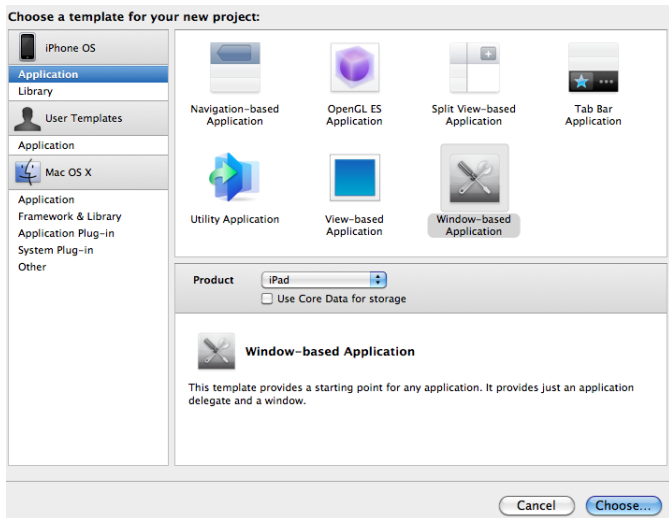 Choose a template for your new project:
iPhone OS
Application
Library
User Templates
Application
Mac OS X
Application
Framework & Library
Application Plug-in
System Plug-in
Other
Navigation-based
Application
OpenGL ES
Application
Split View-based
Application
Tab Bar
Application
Utility Application
View-based
Application
Window-based
Application
Product
iPad
Use Core Data for storage
Window-based Application
This template provides a starting point for any application. It provides just an application
delegate and a window.
Cancel
Choose...